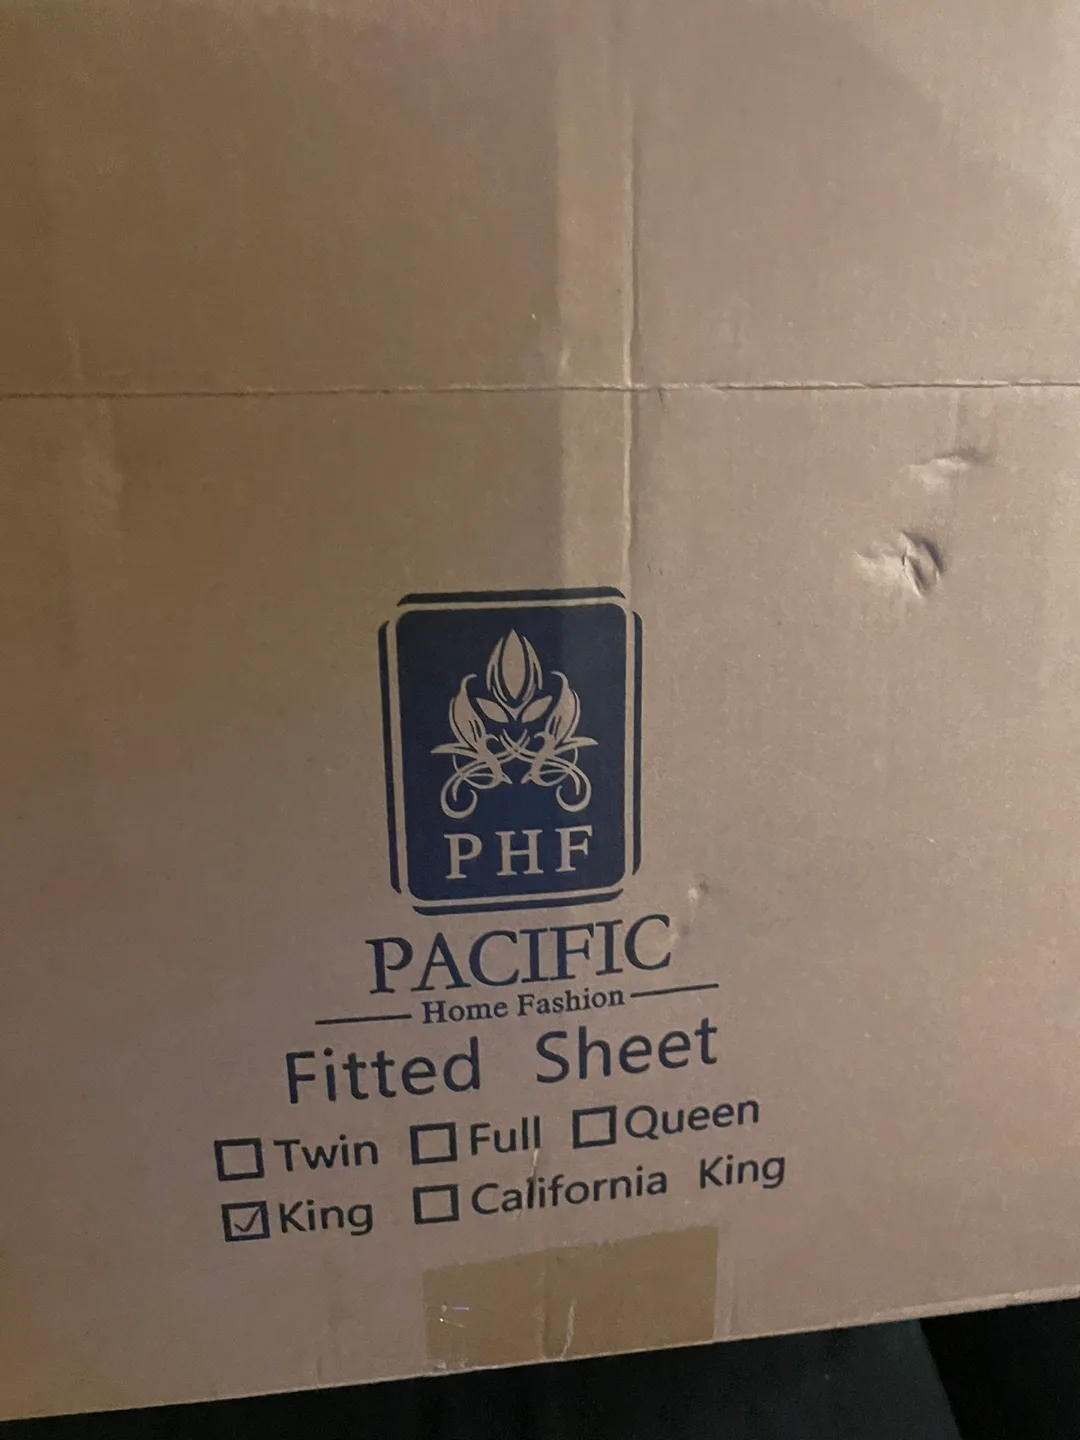 PHF
PACIFIC
Home Fashion
Fitted Sheet
☐ Twin ☐ Full ☐ Queen
☑ King ☐ California King